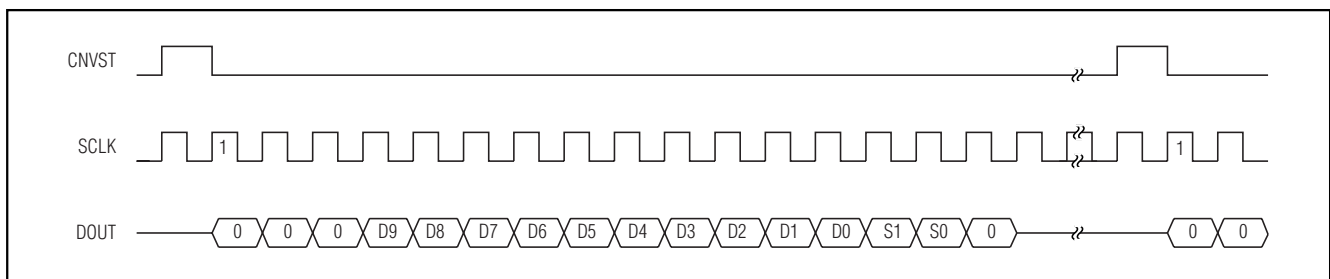 CNVST
SCLK 1 1
DOUT 0 0 0 D9 D8 D7 D6 D5 D4 D3 D2 D1 D0 S1 S0 0 0 0